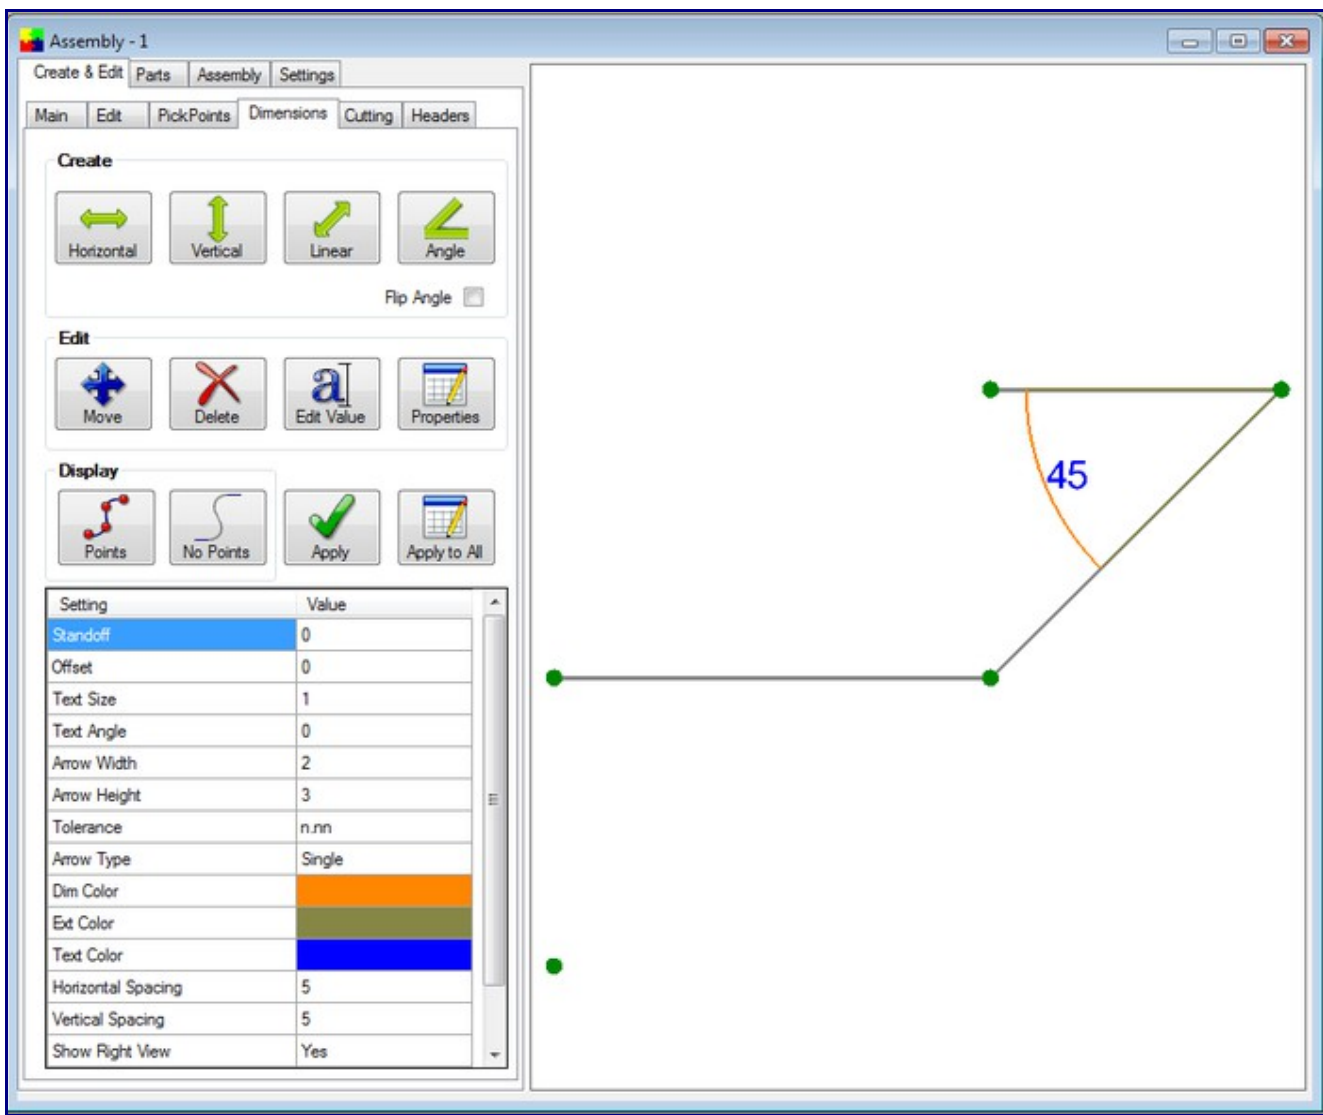 Assembly - 1
Create & Edit Parts Assembly Settings
Main Edit PickPoints Dimensions Cutting Headers
Create
Horizontal Vertical Linear Angle
Flip Angle
Edit
Move Delete Edit Value Properties
Display
Points No Points Apply Apply to All
Setting Value
Standoff 0
Offset 0
Text Size 1
Text Angle 0
Arrow Width 2
Arrow Height 3
Tolerance n.nn
Arrow Type Single
Dim Color
Ext Color
Text Color
Horizontal Spacing 5
Vertical Spacing 5
Show Right View Yes
45